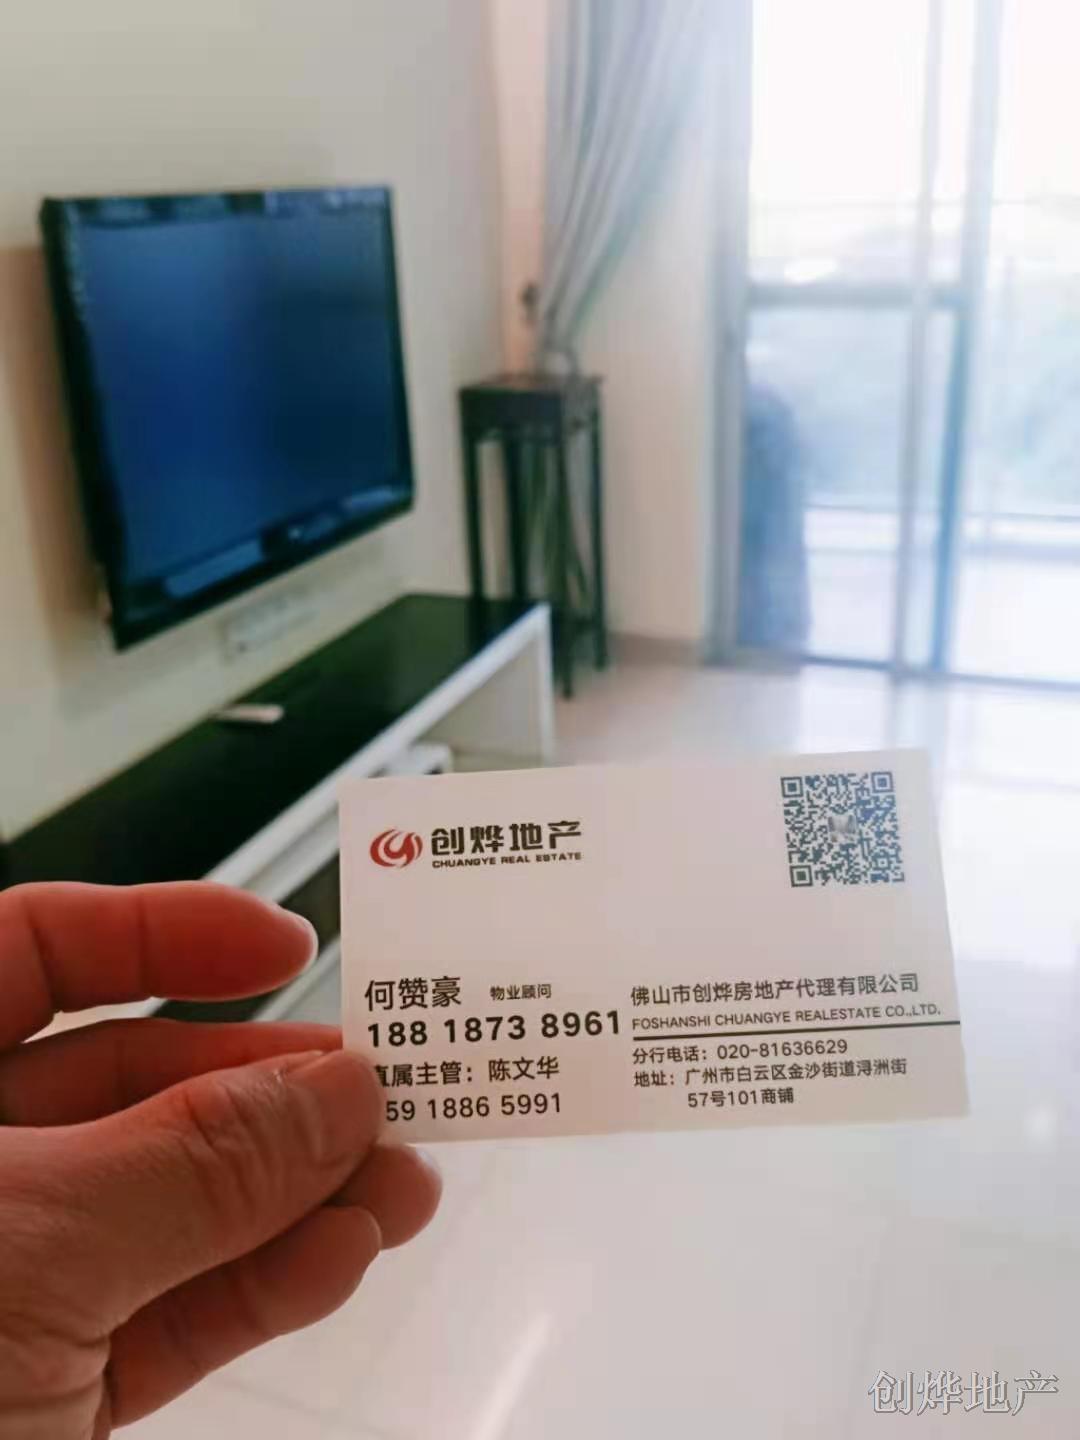 创烨地产
CHUANGYE REAL ESTATE
何赞豪 物业顾问
188 1873 8961
直属主管：陈文华
59 1886 5991
佛山市创烨房地产代理有限公司
FOSHANSHI CHUANGYE REALESTATE CO.,LTD.
分行电话：020-81636629
地址：广州市白云区金沙街道浔洲街
57号101商铺
创烨地产